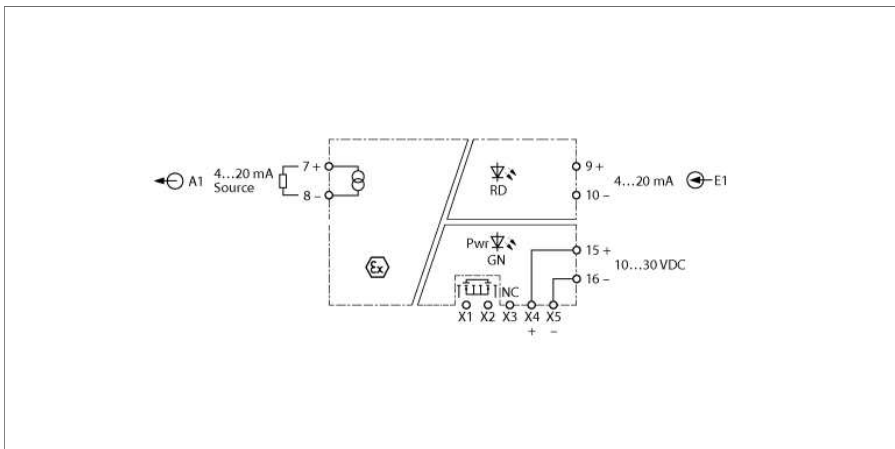 A1
4...20 mA
Source
7 +
8 –
RD
9 +
10 –
4...20 mA
E1
Pwr
GN
15 +
16 –
10...30 VDC
Ex
NC
X1 X2 X3 X4 X5
+ –